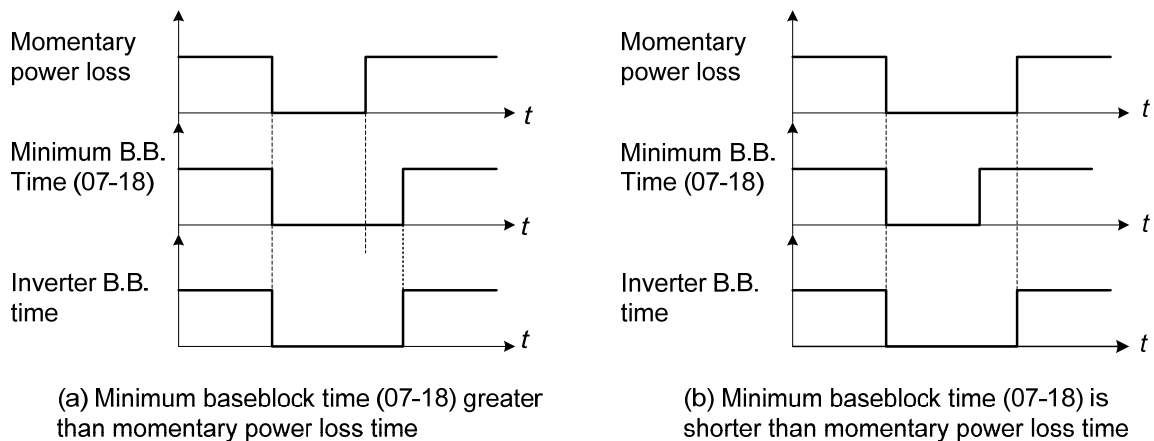 Momentary
power loss
t
Minimum B.B.
Time (07-18)
t
Inverter B.B.
time
t
(a) Minimum baseblock time (07-18) greater
than momentary power loss time
Momentary
power loss
t
Minimum B.B.
Time (07-18)
t
Inverter B.B.
time
t
(b) Minimum baseblock time (07-18) is
shorter than momentary power loss time